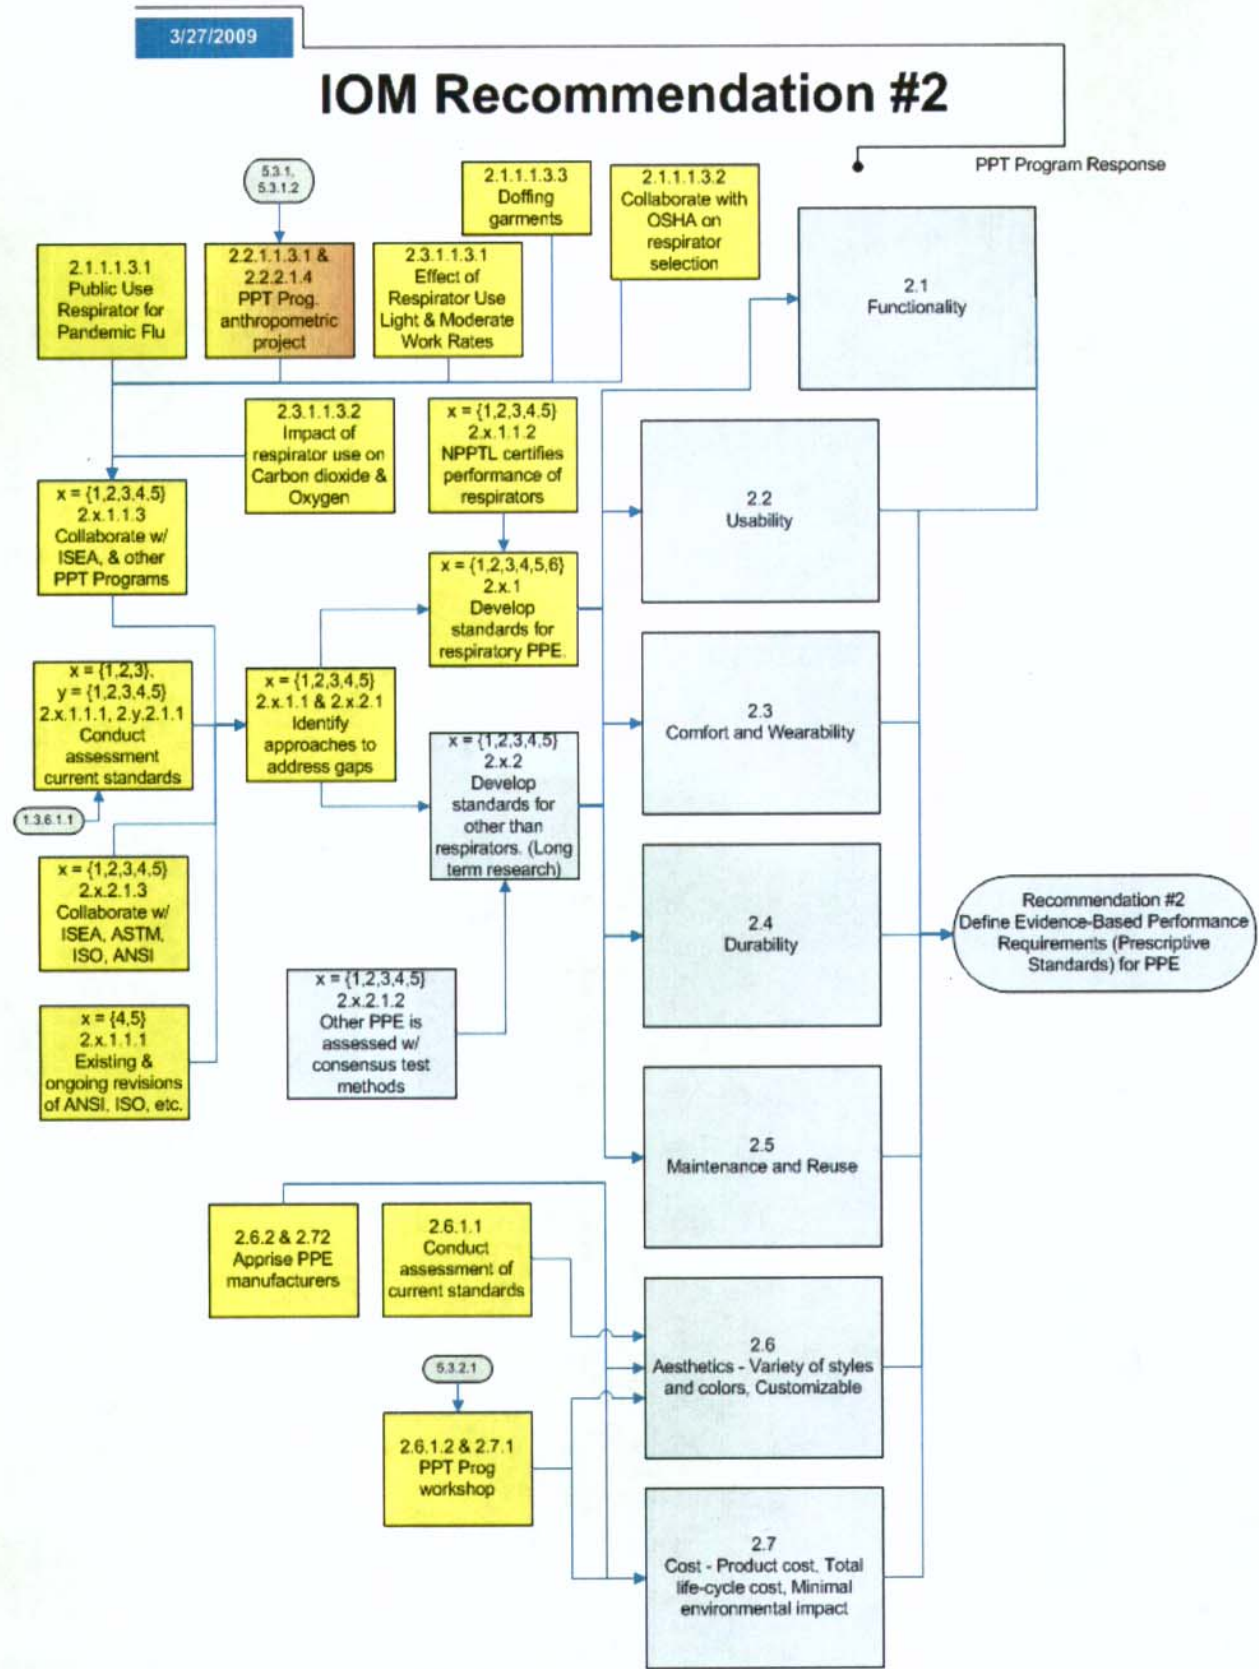 3/27/2009
IOM Recommendation #2
PPT Program Response
5.3.1,
5.3.1.2
2.1.1.1.3.3
Doffing
garments
2.1.1.1.3.2
Collaborate with
OSHA on
respirator
selection
2.1.1.1.3.1
Public Use
Respirator for
Pandemic Flu
2.2.1.1.3.1 &
2.2.2.1.4
PPT Prog.
anthropometric
project
2.3.1.1.3.1
Effect of
Respirator Use
Light & Moderate
Work Rates
2.1
Functionality
2.3.1.1.3.2
Impact of
respirator use on
Carbon dioxide &
Oxygen
x = {1,2,3,4,5}
2.x.1.1.2
NPPTL certifies
performance of
respirators
x = {1,2,3,4,5}
2.x.1.1.3
Collaborate w/
ISEA, & other
PPT Programs
2.2
Usability
x = {1,2,3,4,5,6}
2.x.1
Develop
standards for
respiratory PPE.
x = {1,2,3},
y = {1,2,3,4,5}
2.x.1.1.1, 2.y.2.1.1
Conduct
assessment
current standards
x = {1,2,3,4,5}
2.x.1.1 & 2.x.2.1
Identify
approaches to
address gaps
2.3
Comfort and Wearability
x = {1,2,3,4,5}
2.x.2
Develop
standards for
other than
respirators. (Long
term research)
1.3.6.1.1
x = {1,2,3,4,5}
2.x.2.1.3
Collaborate w/
ISEA, ASTM,
ISO, ANSI
2.4
Durability
Recommendation #2
Define Evidence-Based Performance
Requirements (Prescriptive
Standards) for PPE
x = {1,2,3,4,5}
2.x.2.1.2
Other PPE is
assessed w/
consensus test
methods
x = {4,5}
2.x.1.1.1
Existing &
ongoing revisions
of ANSI, ISO, etc.
2.5
Maintenance and Reuse
2.6.2 & 2.72
Apprise PPE
manufacturers
2.6.1.1
Conduct
assessment of
current standards
2.6
Aesthetics - Variety of styles
and colors, Customizable
5.3.2.1
2.6.1.2 & 2.7.1
PPT Prog
workshop
2.7
Cost - Product cost, Total
life-cycle cost, Minimal
environmental impact